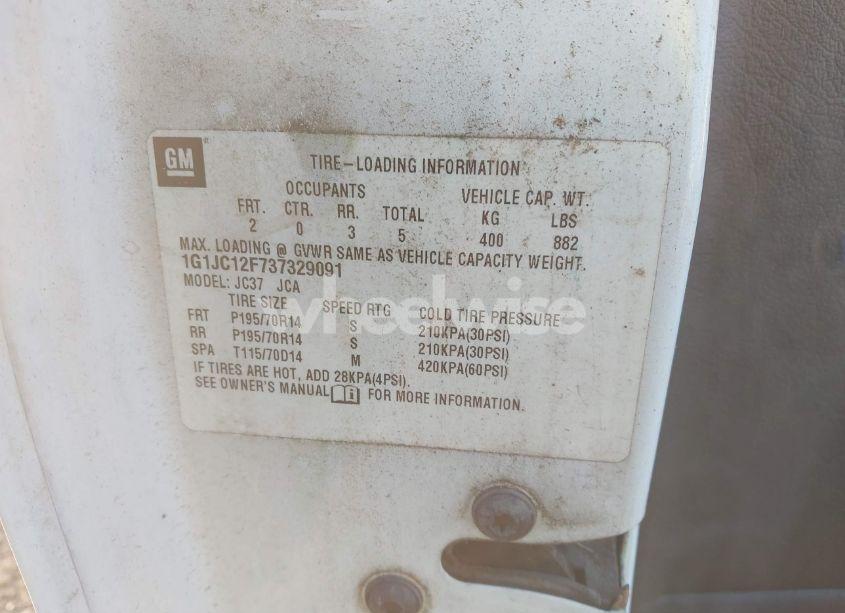 GM
TIRE-LOADING INFORMATION
OCCUPANTS VEHICLE CAP. WT.
FRT. CTR. RR. TOTAL KG LBS
2 0 3 5 400 882
MAX. LOADING @ GVWR SAME AS VEHICLE CAPACITY WEIGHT.
1G1JC12F737329091
MODEL: JC37 JCA
TIRE SIZE SPEED RTG COLD TIRE PRESSURE
FRT P195/70R14 S 210KPA(30PSI)
RR P195/70R14 S 210KPA(30PSI)
SPA T115/70D14 M 420KPA(60PSI)
IF TIRES ARE HOT, ADD 28KPA(4PSI).
SEE OWNER'S MANUAL i FOR MORE INFORMATION.
wheelwise